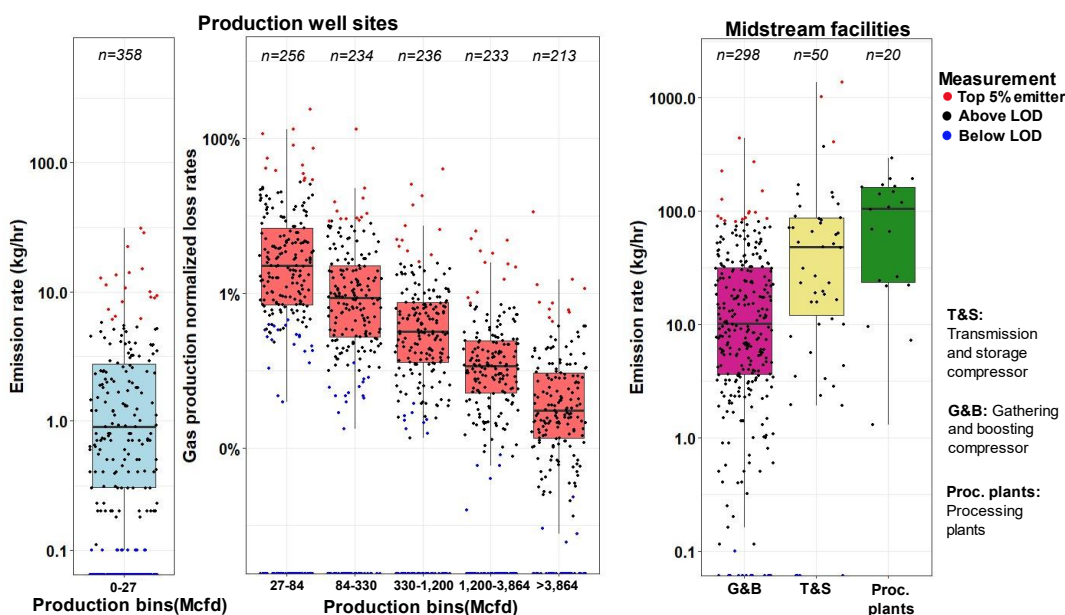 Production well sites
n=358
Emission rate (kg/hr)
100.0
10.0
1.0
0.1
0-27
Production bins(Mcfd)
n=256
n=234
n=236
n=233
n=213
Gas production normalized loss rates
100%
1%
0%
27-84
84-330
330-1,200
1,200-3,864
>3,864
Production bins(Mcfd)
Midstream facilities
n=298
n=50
n=20
Emission rate (kg/hr)
1000.0
100.0
10.0
1.0
0.1
G&B
T&S
Proc.
plants
Measurement
Top 5% emitter
Above LOD
Below LOD
T&S:
Transmission
and storage
compressor
G&B: Gathering
and boosting
compressor
Proc. plants:
Processing
plants